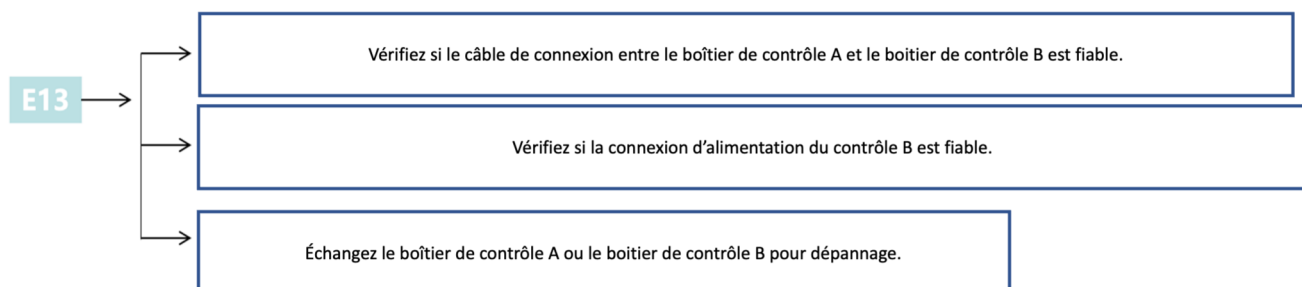 Vérifiez si le câble de connexion entre le boîtier de contrôle A et le boitier de contrôle B est fiable.
E13
Vérifiez si la connexion d’alimentation du contrôle B est fiable.
Échangez le boîtier de contrôle A ou le boitier de contrôle B pour dépannage.